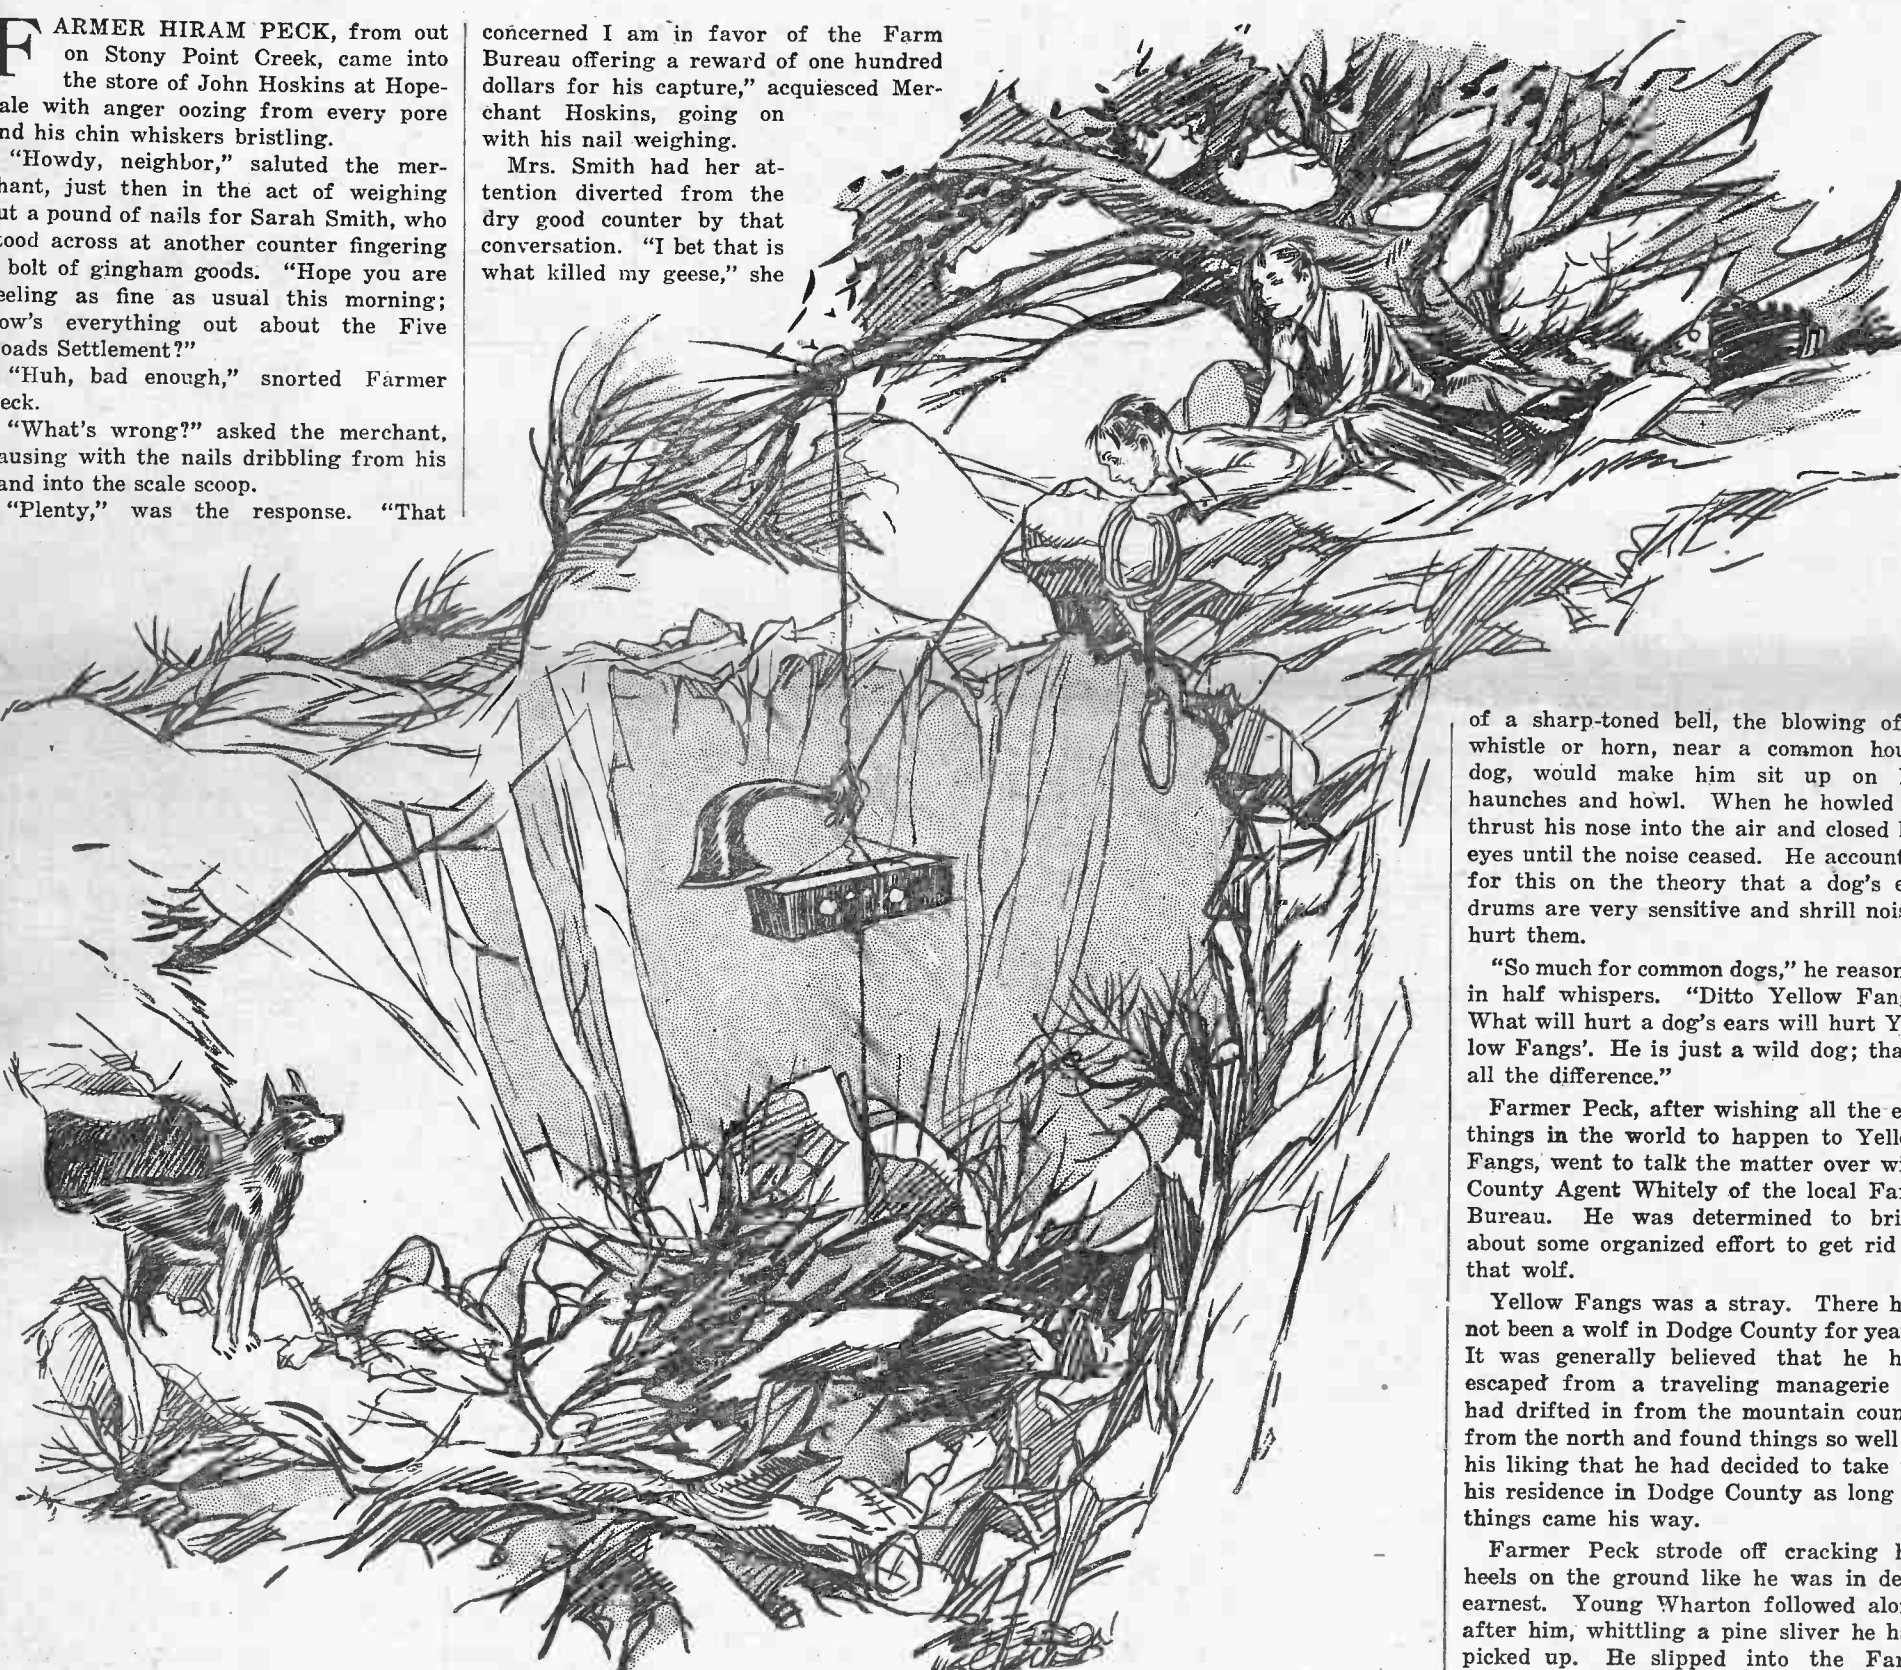 FARMER HIRAM PECK, from out
on Stony Point Creek, came into
the store of John Hoskins at Hope-
ale with anger oozing from every pore
nd his chin whiskers bristling.
"Howdy, neighbor," saluted the mer-
hant, just then in the act of weighing
ut a pound of nails for Sarah Smith, who
tood across at another counter fingering
bolt of gingham goods. "Hope you are
eeling as fine as usual this morning;
ow's everything out about the Five
oads Settlement?"
"Huh, bad enough," snorted Farmer
eck.
"What's wrong?" asked the merchant,
ausing with the nails dribbling from his
and into the scale scoop.
"Plenty," was the response. "That
concerned I am in favor of the Farm
Bureau offering a reward of one hundred
dollars for his capture," acquiesced Mer-
chant Hoskins, going on
with his nail weighing.
Mrs. Smith had her at-
tention diverted from the
dry good counter by that
conversation. "I bet that is
what killed my geese," she
of a sharp-toned bell, the blowing of
whistle or horn, near a common hou
dog, would make him sit up on
haunches and howl. When he howled
thrust his nose into the air and closed
eyes until the noise ceased. He account
for this on the theory that a dog's e
drums are very sensitive and shrill nois
hurt them.
"So much for common dogs," he reason
in half whispers. "Ditto Yellow Fang
What will hurt a dog's ears will hurt Y
low Fangs'. He is just a wild dog; tha
all the difference."
Farmer Peck, after wishing all the e
things in the world to happen to Yell
Fangs, went to talk the matter over wi
County Agent Whitely of the local Fa
Bureau. He was determined to bri
about some organized effort to get rid
that wolf.
Yellow Fangs was a stray. There h
not been a wolf in Dodge County for yea
It was generally believed that he h
escaped from a traveling managerie
had drifted in from the mountain coun
from the north and found things so well
his liking that he had decided to take
his residence in Dodge County as long
things came his way.
Farmer Peck strode off cracking h
heels on the ground like he was in de
earnest. Young Wharton followed alo
after him, whittling a pine sliver he h
picked up. He slipped into the Far